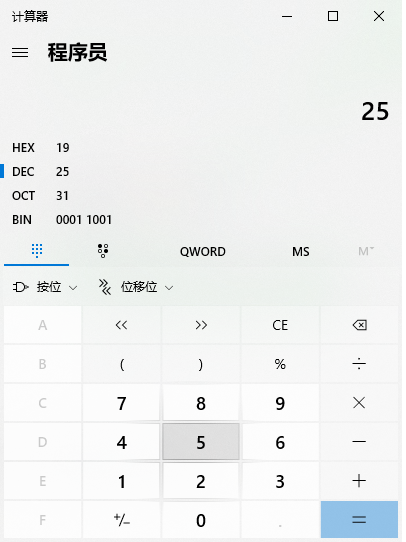 计算器
程序员
25
HEX 19
DEC 25
OCT 31
BIN 0001 1001
QWORD MS M˅
按位 位移位
A << >> CE
B ( ) % ÷
C 7 8 9 ×
D 4 5 6 −
E 1 2 3 +
F +/− 0 . =